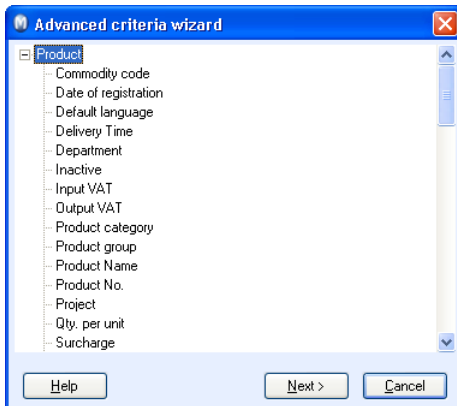 Advanced criteria wizard
Product
Commodity code
Date of registration
Default language
Delivery Time
Department
Inactive
Input VAT
Output VAT
Product category
Product group
Product Name
Product No.
Project
Qty. per unit
Surcharge
Help Next > Cancel